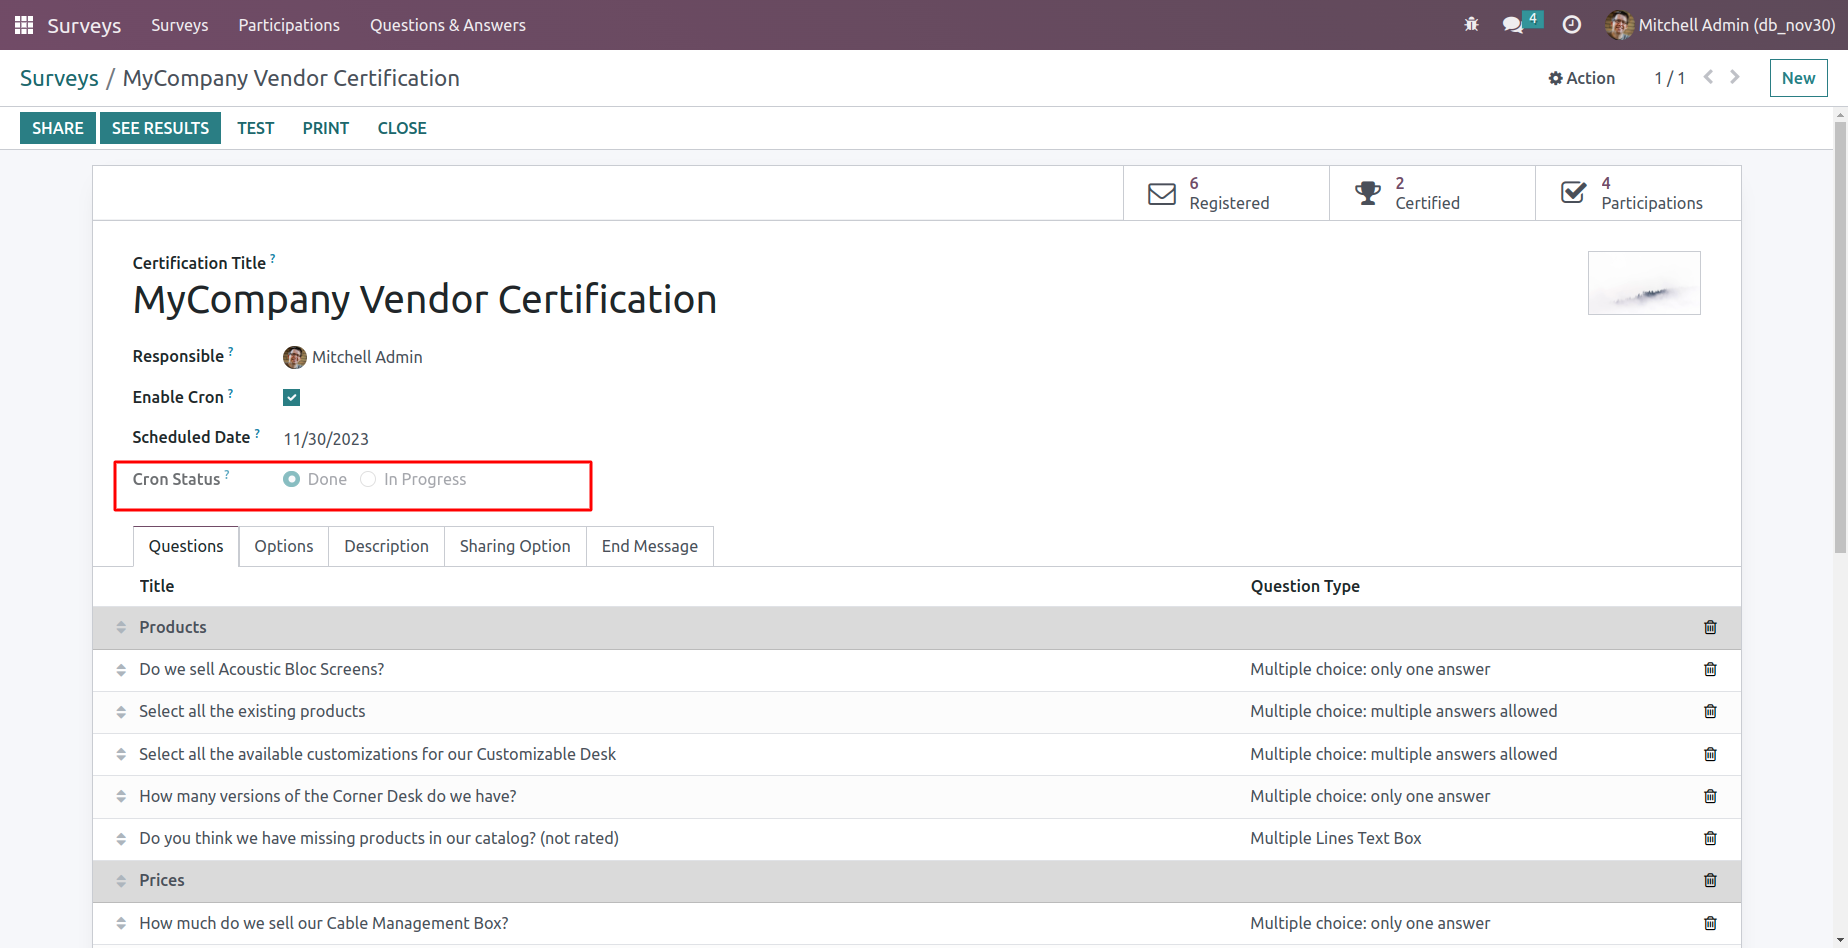 Surveys Surveys Participations Questions & Answers 4 Mitchell Admin (db_nov30)
Surveys / MyCompany Vendor Certification Action 1 / 1 New
SHARE SEE RESULTS TEST PRINT CLOSE
6 Registered 2 Certified 4 Participations
Certification Title ?
MyCompany Vendor Certification
Responsible ? Mitchell Admin
Enable Cron ?
Scheduled Date ? 11/30/2023
Cron Status ? Done In Progress
Questions Options Description Sharing Option End Message
Title Question Type
Products
Do we sell Acoustic Bloc Screens? Multiple choice: only one answer
Select all the existing products Multiple choice: multiple answers allowed
Select all the available customizations for our Customizable Desk Multiple choice: multiple answers allowed
How many versions of the Corner Desk do we have? Multiple choice: only one answer
Do you think we have missing products in our catalog? (not rated) Multiple Lines Text Box
Prices
How much do we sell our Cable Management Box? Multiple choice: only one answer